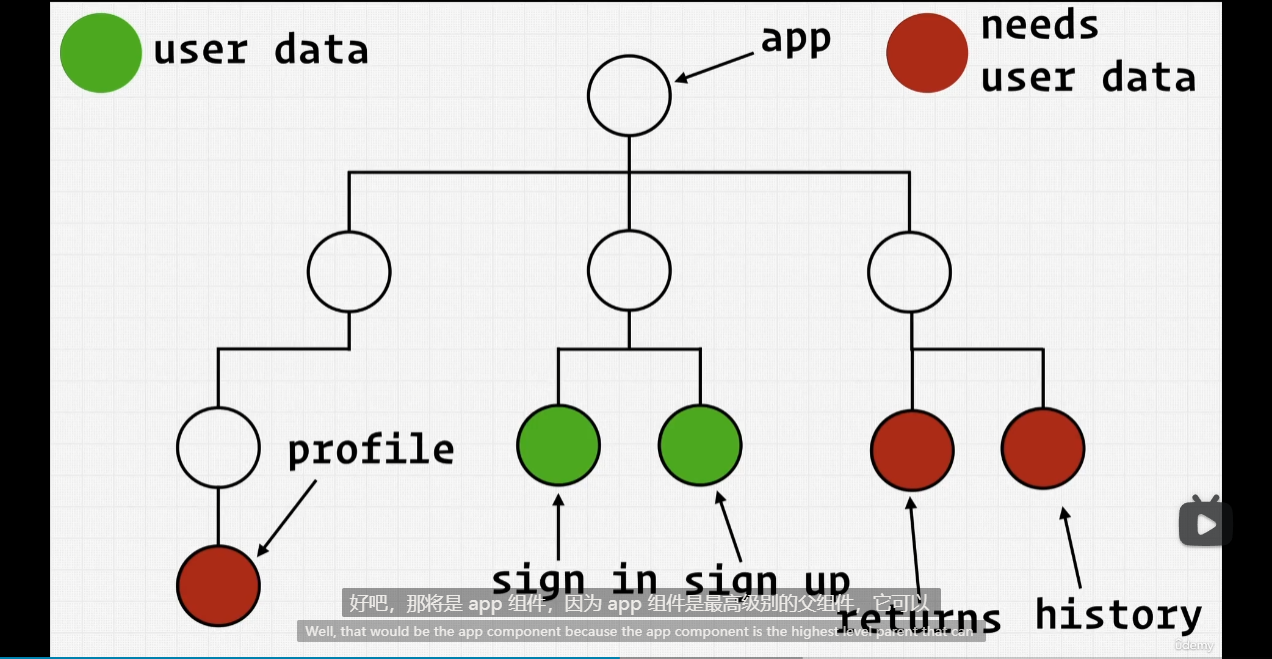 user data
app
needs
user data
profile
sign in
sign up
returns
history
好吧，那将是 app 组件，因为 app 组件是最高级别的父组件，它可以
Well, that would be the app component because the app component is the highest level parent that can
ûdemy